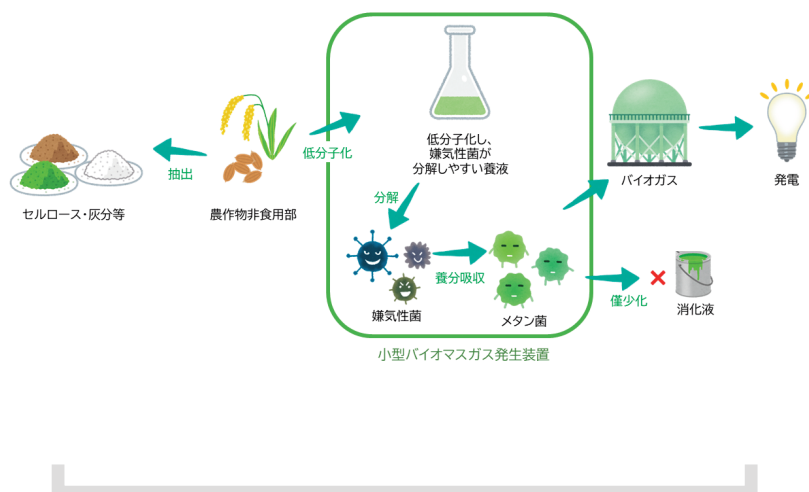 低分子化し、
嫌気性菌が
分解しやすい養液
低分子化
抽出
セルロース・灰分等
農作物非食用部
バイオガス
発電
分解
養分吸収
嫌気性菌
メタン菌
僅少化
消化液
小型バイオマスガス発生装置